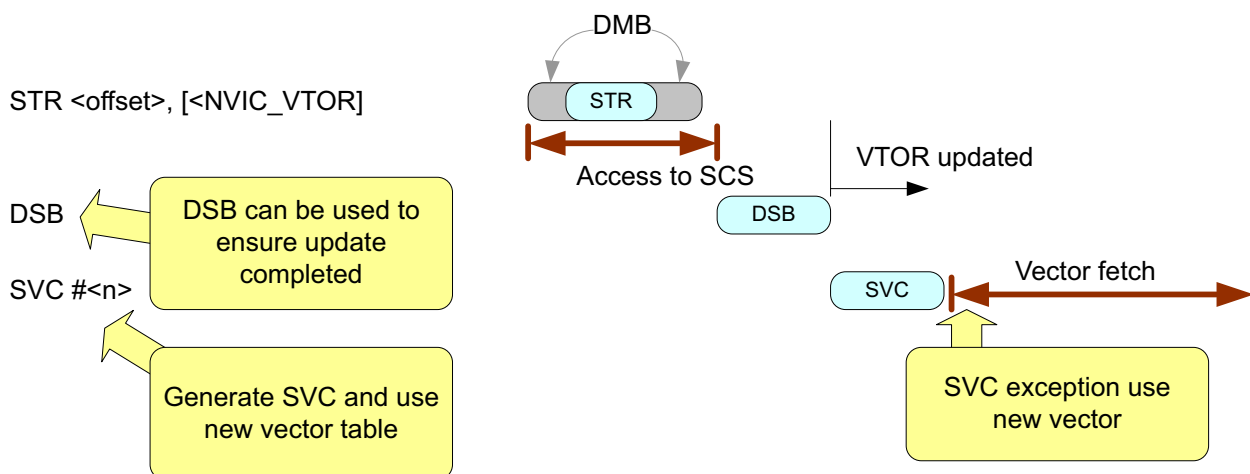 DMB
STR <offset>, [<NVIC_VTOR]
STR
Access to SCS
VTOR updated
DSB
DSB can be used to
ensure update
completed
DSB
SVC #<n>
SVC
Vector fetch
Generate SVC and use
new vector table
SVC exception use
new vector